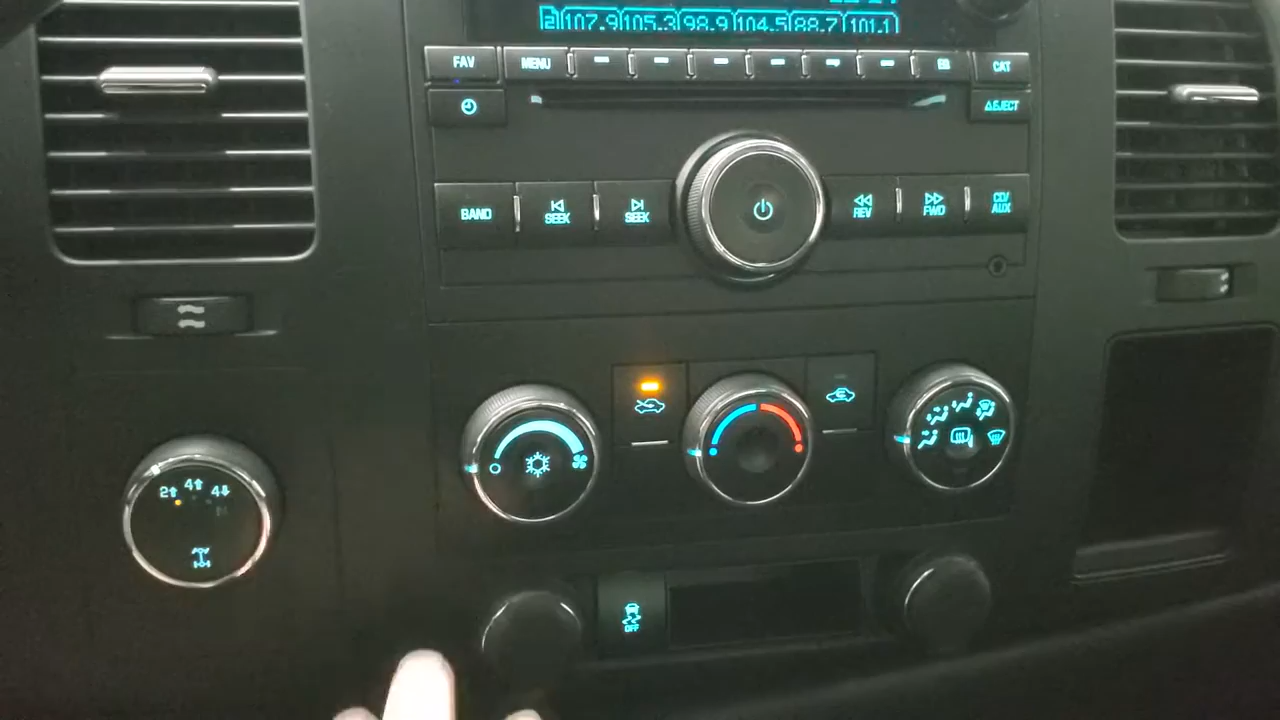 2 107.9 105.3 98.9 104.5 88.7 101.1
FAV MENU CAT
EJECT
BAND SEEK SEEK REV FWD CD/
AUX
2 4 4
OFF